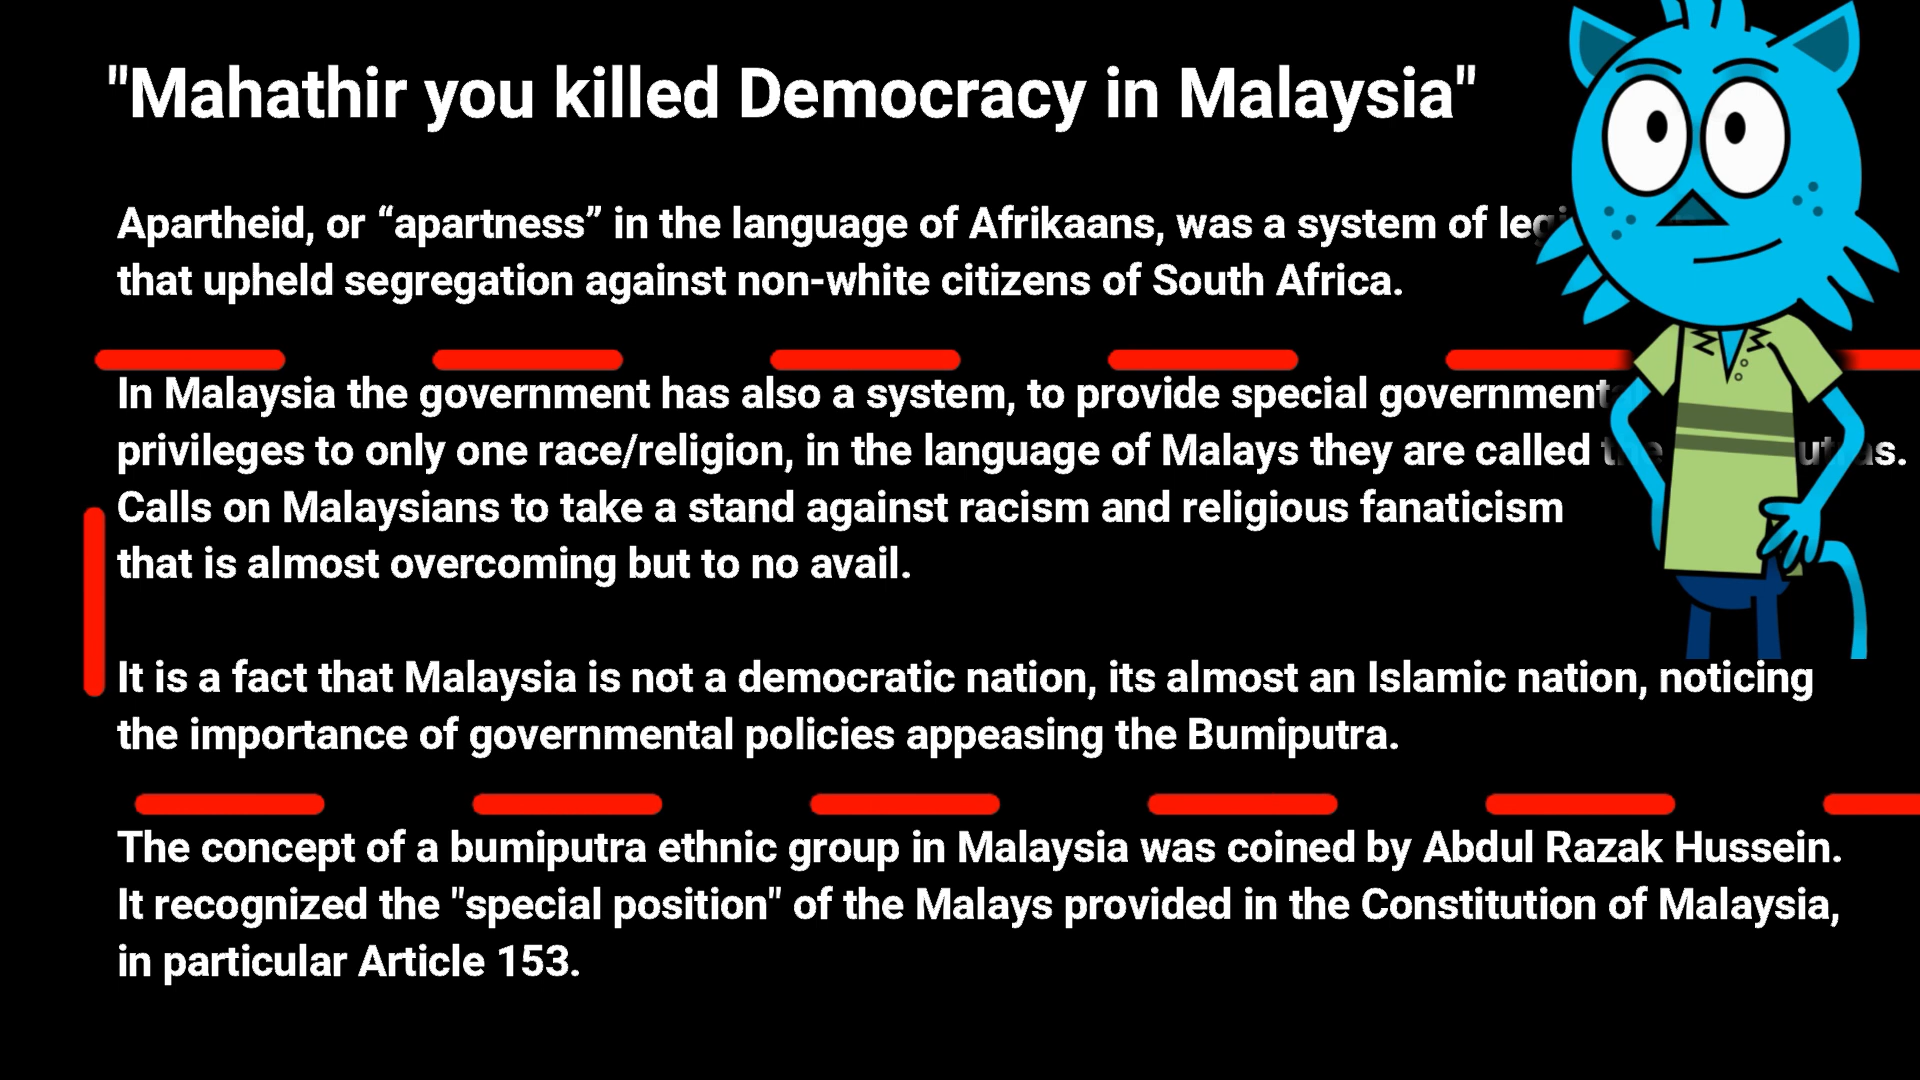 "Mahathir you killed Democracy in Malaysia"
Apartheid, or “apartness” in the language of Afrikaans, was a system of
that upheld segregation against non-white citizens of South Africa.
In Malaysia the government has also a system, to provide special
privileges to only one race/religion, in the language of Malays they are called
Calls on Malaysians to take a stand against racism and religious fanaticism
that is almost overcoming but to no avail.
It is a fact that Malaysia is not a democratic nation, its almost an Islamic nation, noticing
the importance of governmental policies appeasing the Bumiputra.
The concept of a bumiputra ethnic group in Malaysia was coined by Abdul Razak Hussein.
It recognized the "special position" of the Malays provided in the Constitution of Malaysia,
in particular Article 153.